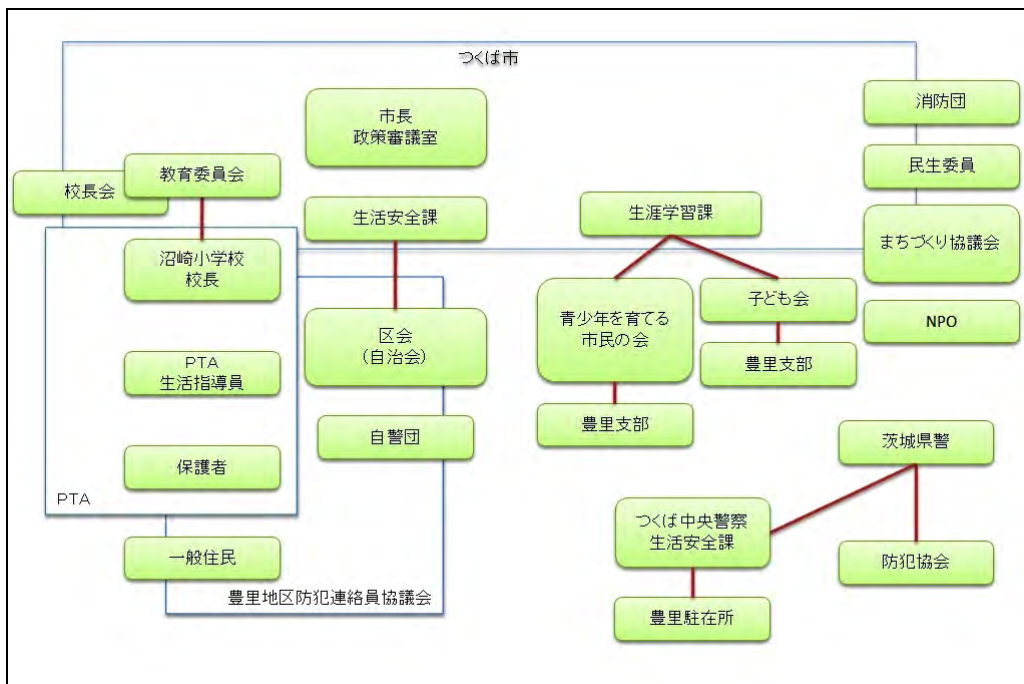 つくば市
市長
政策審議室
消防団
民生委員
校長会
教育委員会
生活安全課
生涯学習課
まちづくり協議会
沼崎小学校
校長
区会
(自治会)
青少年を育てる
市民の会
子ども会
NPO
豊里支部
PTA
生活指導員
自警団
豊里支部
茨城県警
保護者
PTA
つくば中央警察
生活安全課
防犯協会
一般住民
豊里地区防犯連絡員協議会
豊里駐在所